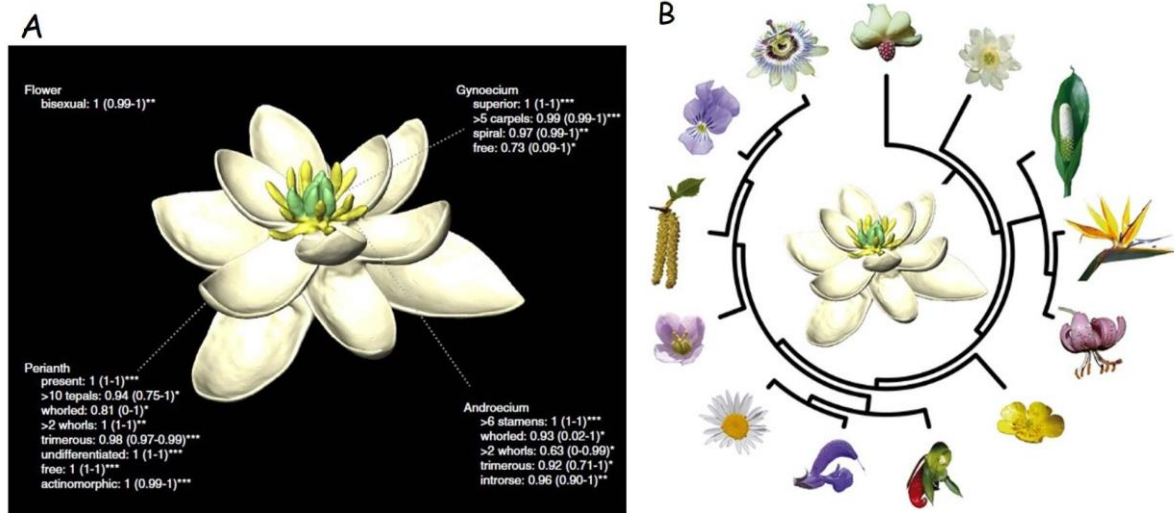 A
Flower
bisexual: 1 (0.99-1)**
Gynoecium
superior: 1 (1-1)***
>5 carpels: 0.99 (0.99-1)***
spiral: 0.97 (0.99-1)**
free: 0.73 (0.09-1)*
Perianth
present: 1 (1-1)***
>10 tepals: 0.94 (0.75-1)*
whorled: 0.81 (0-1)*
>2 whorls: 1 (1-1)**
trimerous: 0.98 (0.97-0.99)***
undifferentiated: 1 (1-1)***
free: 1 (1-1)***
actinomorphic: 1 (0.99-1)***
Androecium
>6 stamens: 1 (1-1)***
whorled: 0.93 (0.02-1)*
>2 whorls: 0.63 (0-0.99)*
trimerous: 0.92 (0.71-1)*
introrse: 0.96 (0.90-1)**
B